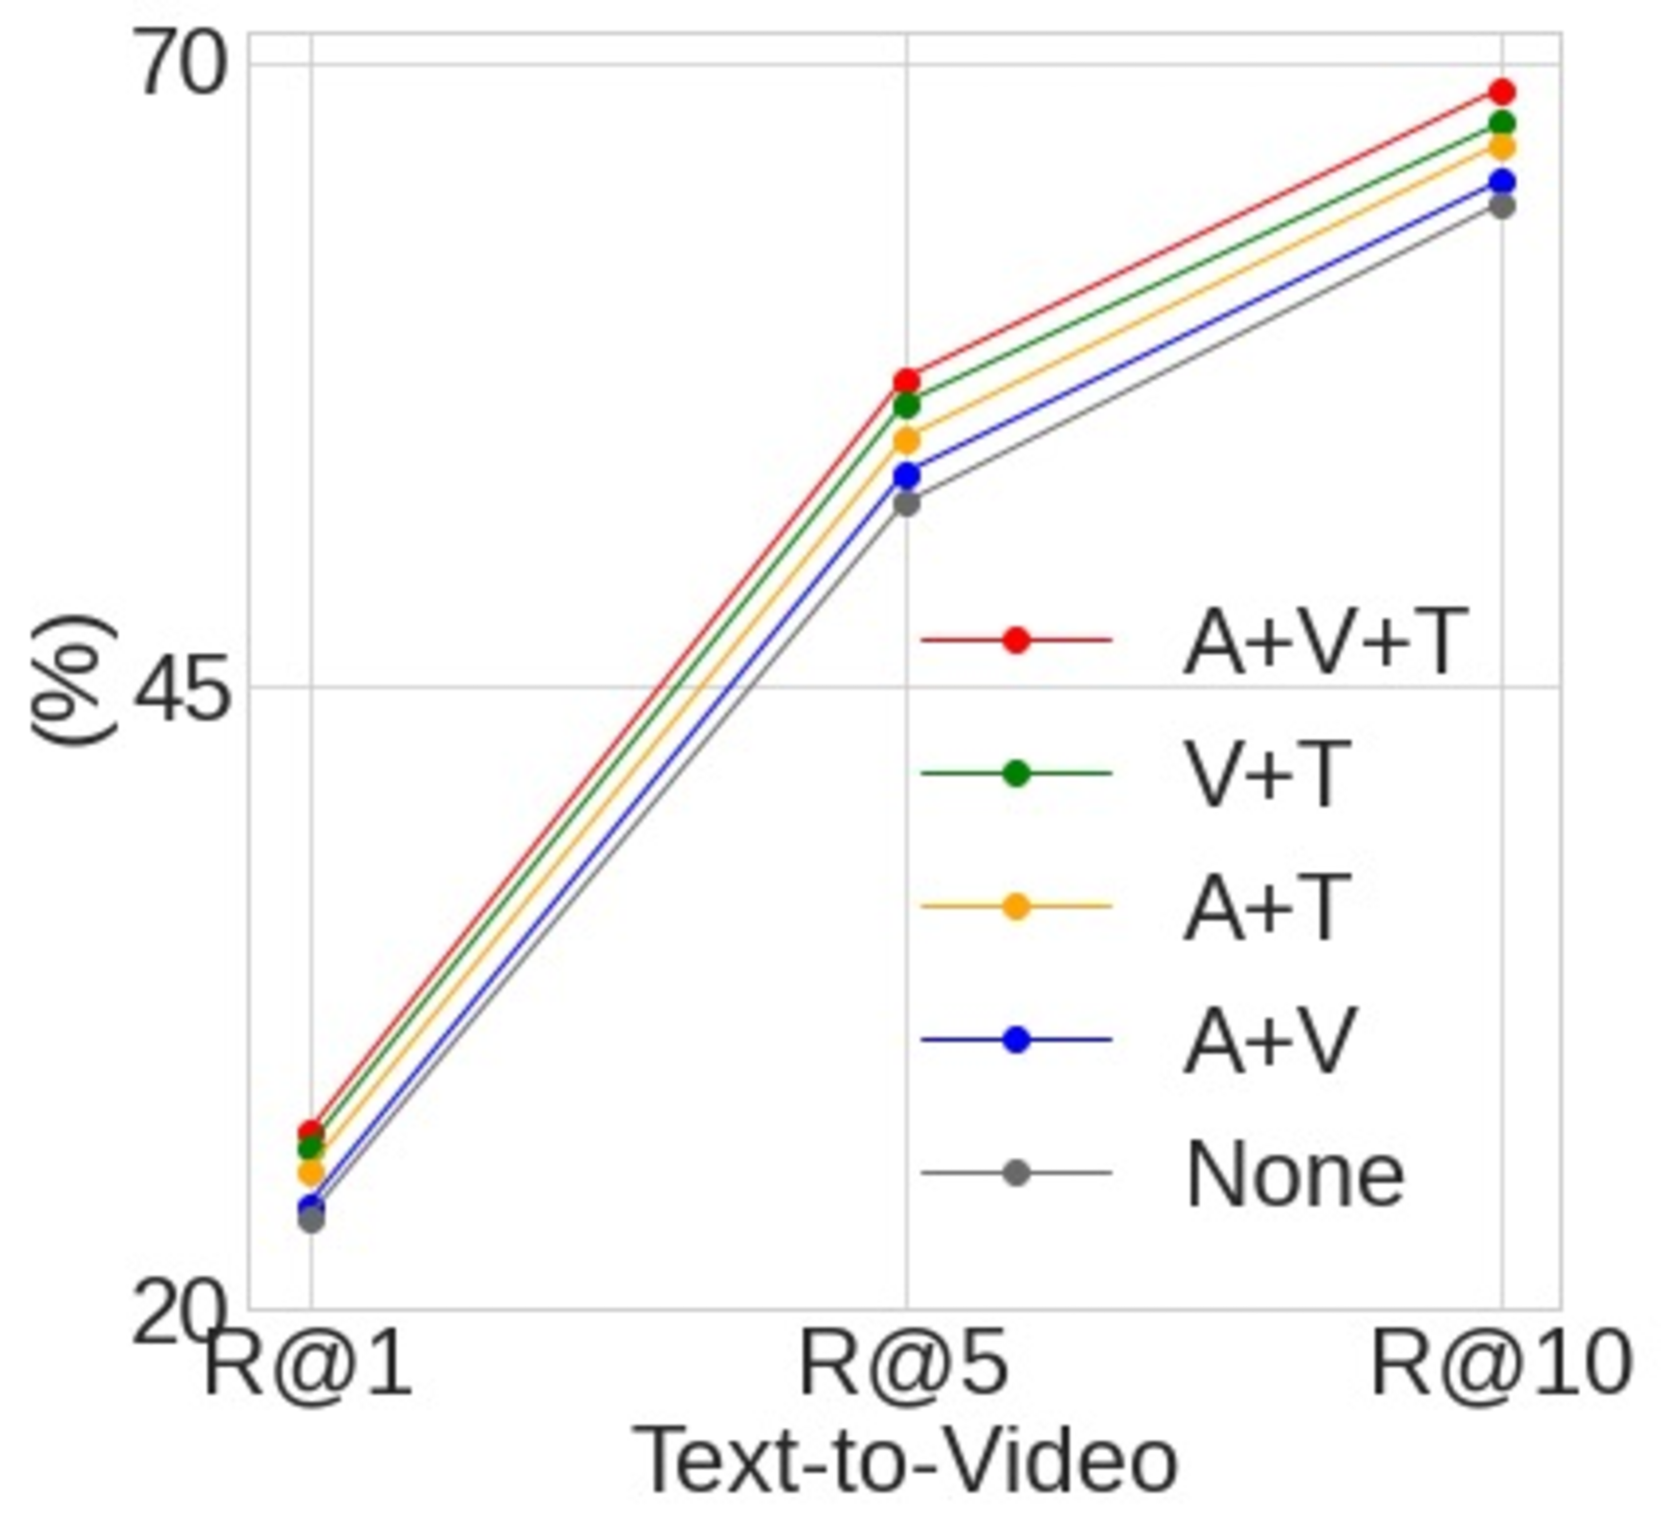 70
(%)
45
A+V+T
V+T
A+T
A+V
None
20
R@1 R@5 R@10
Text-to-Video